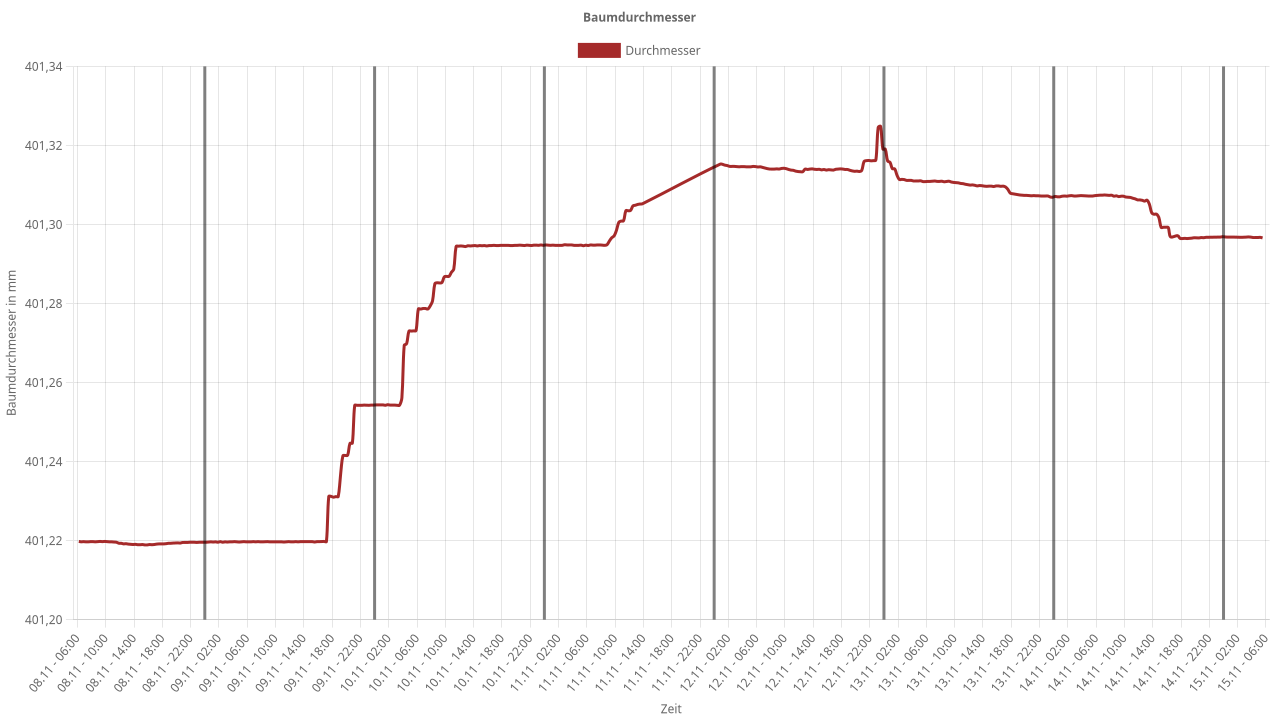 Baumdurchmesser
Durchmesser
401,34
401,32
401,30
401,28
401,26
401,24
401,22
401,20
Baumdurchmesser in mm
08.11 - 06:00
08.11 - 10:00
08.11 - 14:00
08.11 - 18:00
08.11 - 22:00
09.11 - 02:00
09.11 - 06:00
09.11 - 10:00
09.11 - 14:00
09.11 - 18:00
09.11 - 22:00
10.11 - 02:00
10.11 - 06:00
10.11 - 10:00
10.11 - 14:00
10.11 - 18:00
10.11 - 22:00
11.11 - 02:00
11.11 - 06:00
11.11 - 10:00
11.11 - 14:00
11.11 - 18:00
11.11 - 22:00
12.11 - 02:00
12.11 - 06:00
12.11 - 10:00
12.11 - 14:00
12.11 - 18:00
12.11 - 22:00
13.11 - 02:00
13.11 - 06:00
13.11 - 10:00
13.11 - 14:00
13.11 - 18:00
13.11 - 22:00
14.11 - 02:00
14.11 - 06:00
14.11 - 10:00
14.11 - 14:00
14.11 - 18:00
14.11 - 22:00
15.11 - 02:00
15.11 - 06:00
Zeit